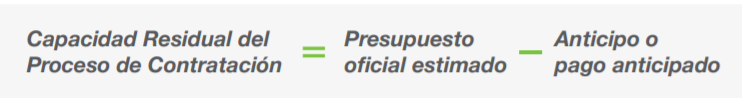 Capacidad Residual del = Presupuesto − Anticipo o
Proceso de Contratación oficial estimado pago anticipado